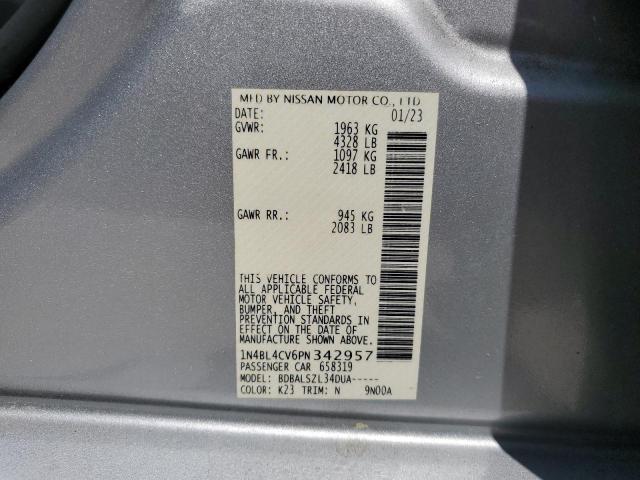 MFD BY NISSAN MOTOR CO., LTD
DATE: 01/23
GVWR: 1963 KG
4328 LB
GAWR FR.: 1097 KG
2418 LB
GAWR RR.: 945 KG
2083 LB
THIS VEHICLE CONFORMS TO
ALL APPLICABLE FEDERAL
MOTOR VEHICLE SAFETY,
BUMPER, AND THEFT
PREVENTION STANDARDS IN
EFFECT ON THE DATE OF
MANUFACTURE SHOWN ABOVE.
1N4BL4CV6PN342957
PASSENGER CAR 658319
MODEL: BDBALSZL34DUA-----
COLOR: K23 TRIM: N 9N00A